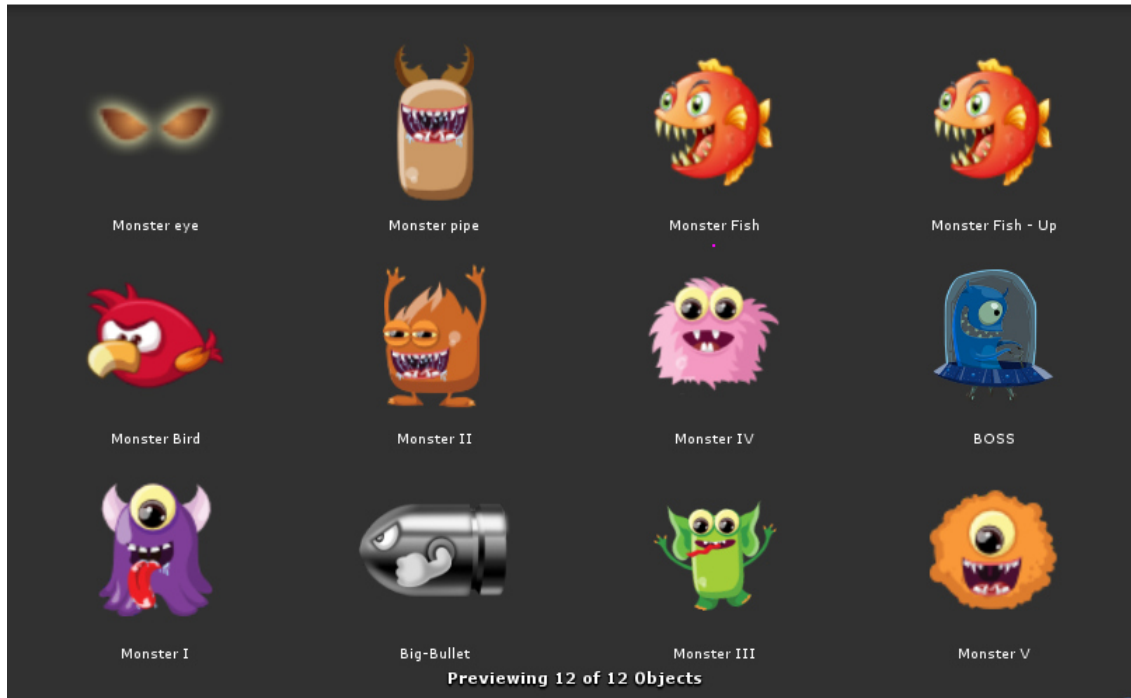 Monster eye
Monster pipe
Monster Fish
Monster Fish - Up
Monster Bird
Monster II
Monster IV
BOSS
Monster I
Big-Bullet
Monster III
Monster V
Previewing 12 of 12 Objects